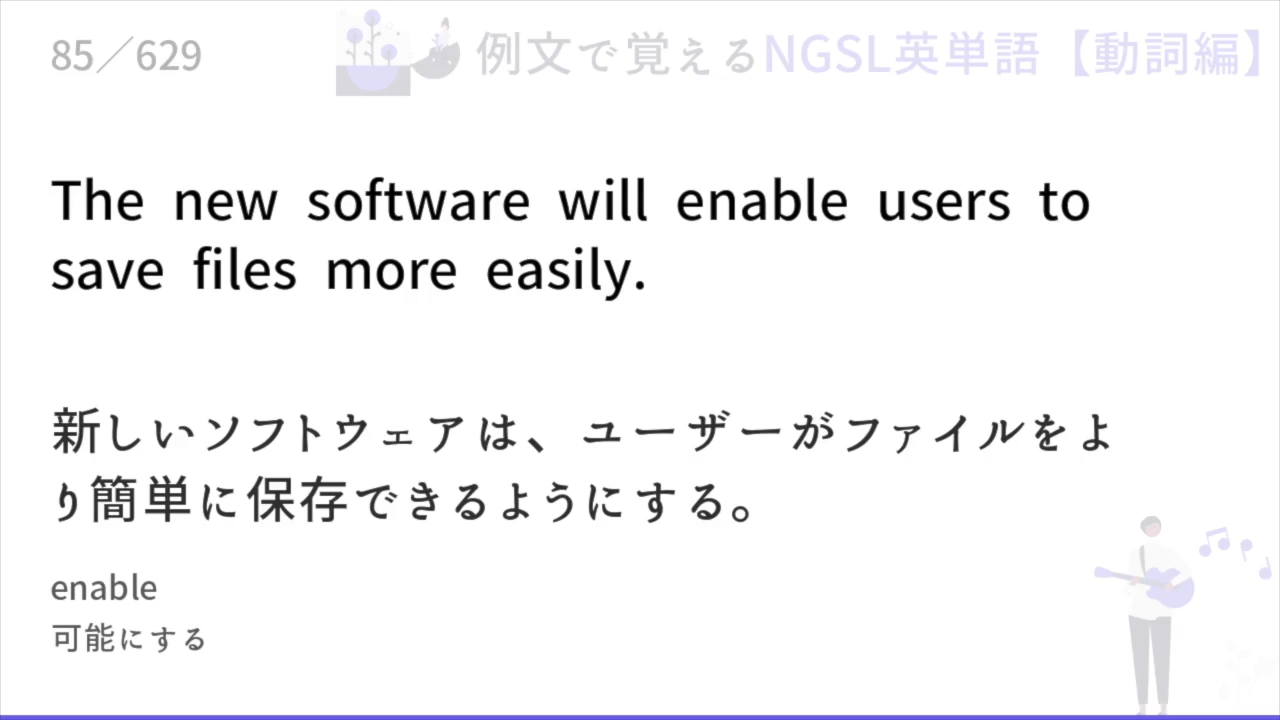 85／629
例文で覚えるNGSL英単語【動詞編】
The new software will enable users to
save files more easily.
新しいソフトウェアは、ユーザーがファイルをよ
り簡単に保存できるようにする。
enable
可能にする